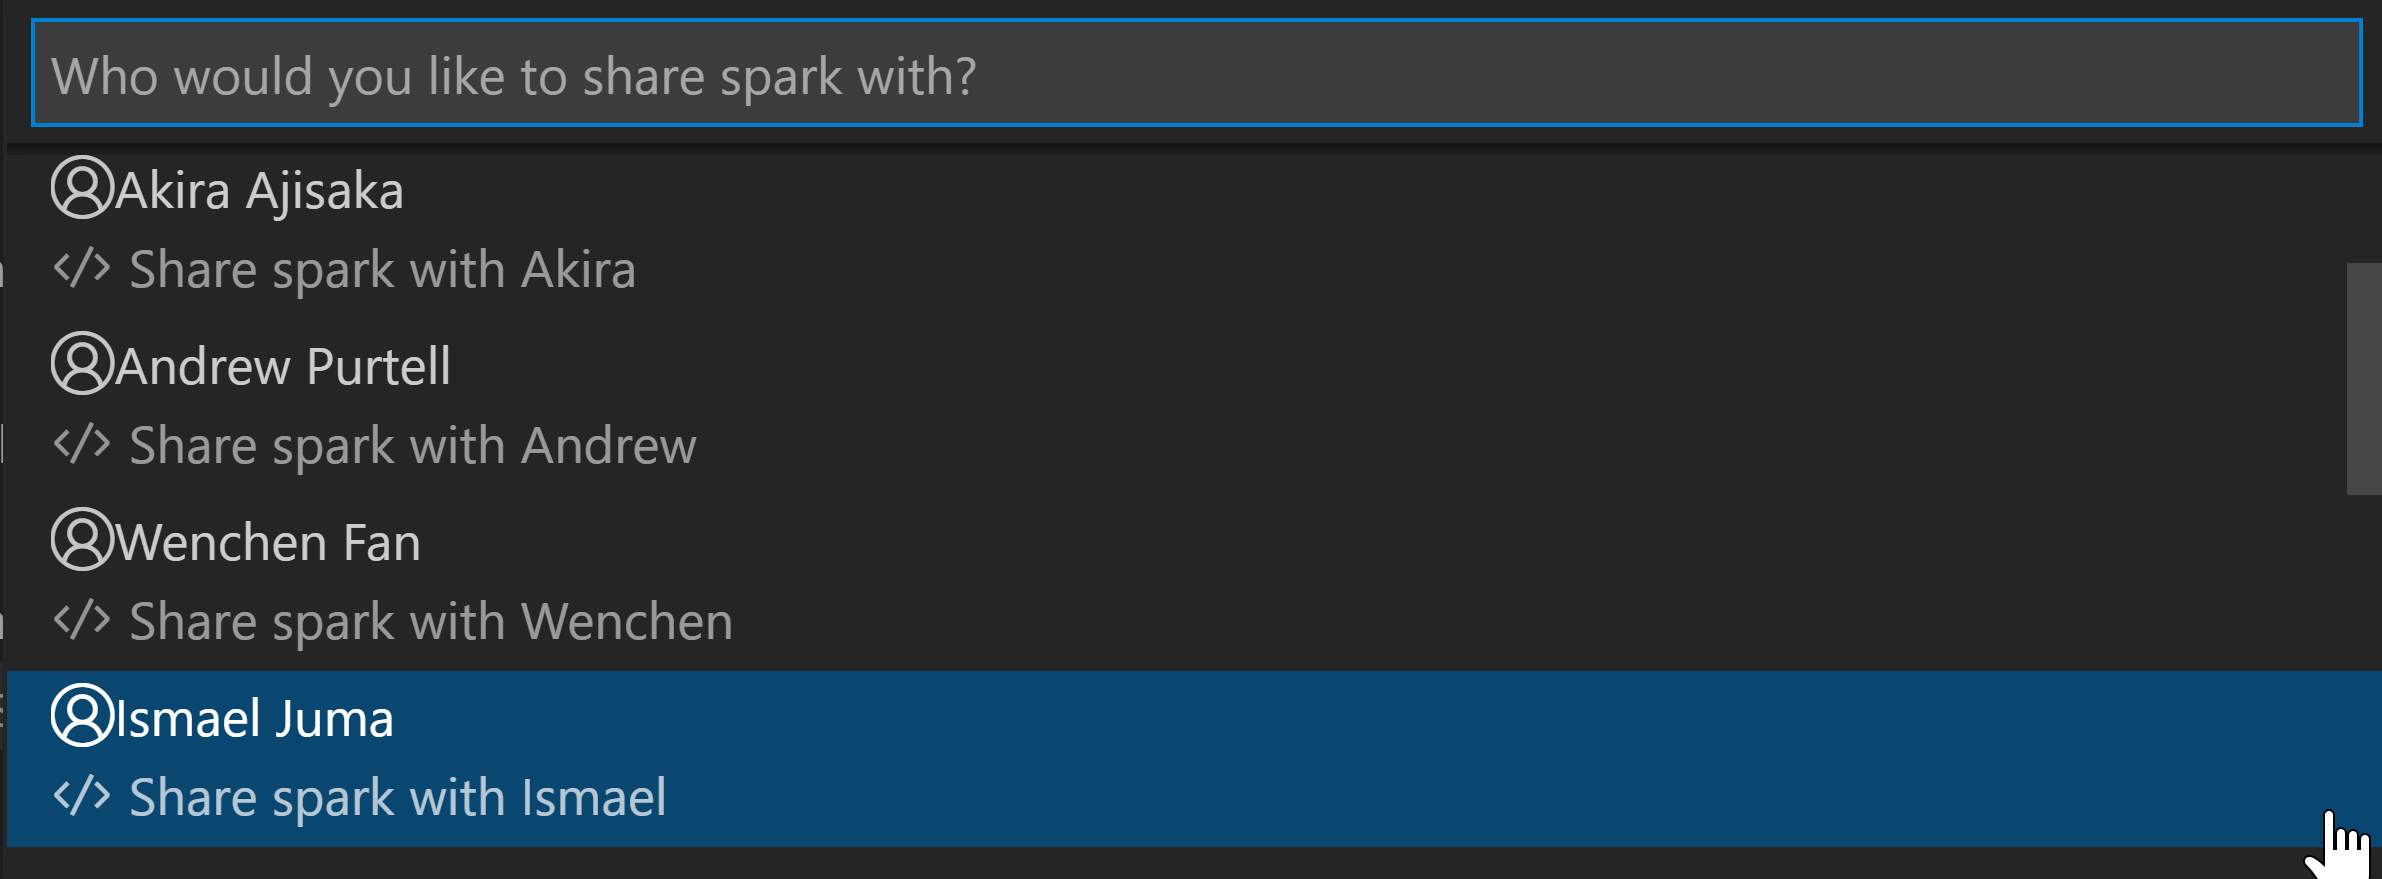 Who would you like to share spark with?
Akira Ajisaka
</> Share spark with Akira
Andrew Purtell
</> Share spark with Andrew
Wenchen Fan
</> Share spark with Wenchen
Ismael Juma
</> Share spark with Ismael